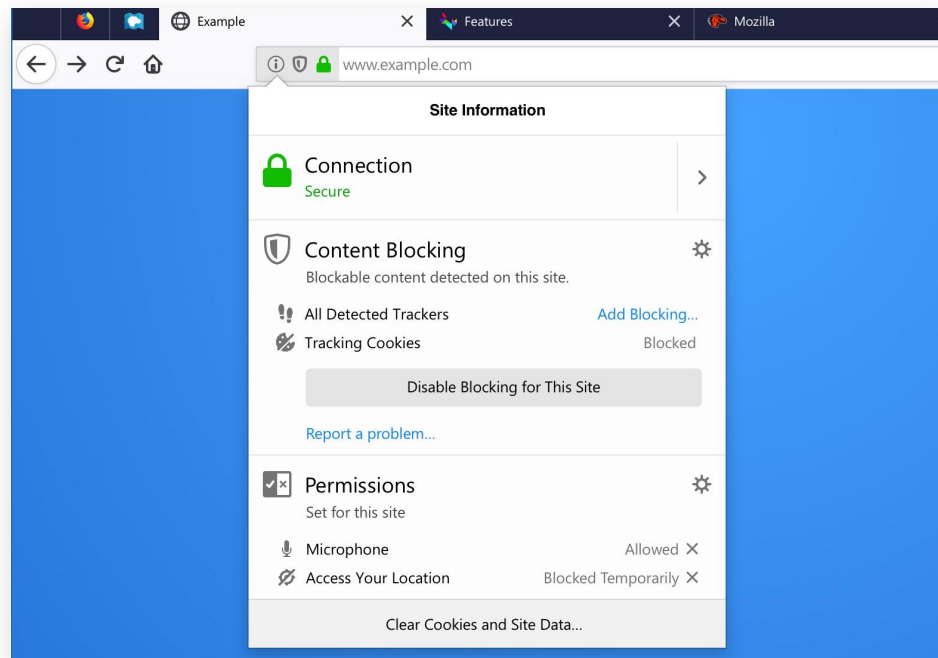 Example
Features
Mozilla
www.example.com
Site Information
Connection
Secure
Content Blocking
Blockable content detected on this site.
All Detected Trackers Add Blocking...
Tracking Cookies Blocked
Disable Blocking for This Site
Report a problem...
Permissions
Set for this site
Microphone Allowed
Access Your Location Blocked Temporarily
Clear Cookies and Site Data...